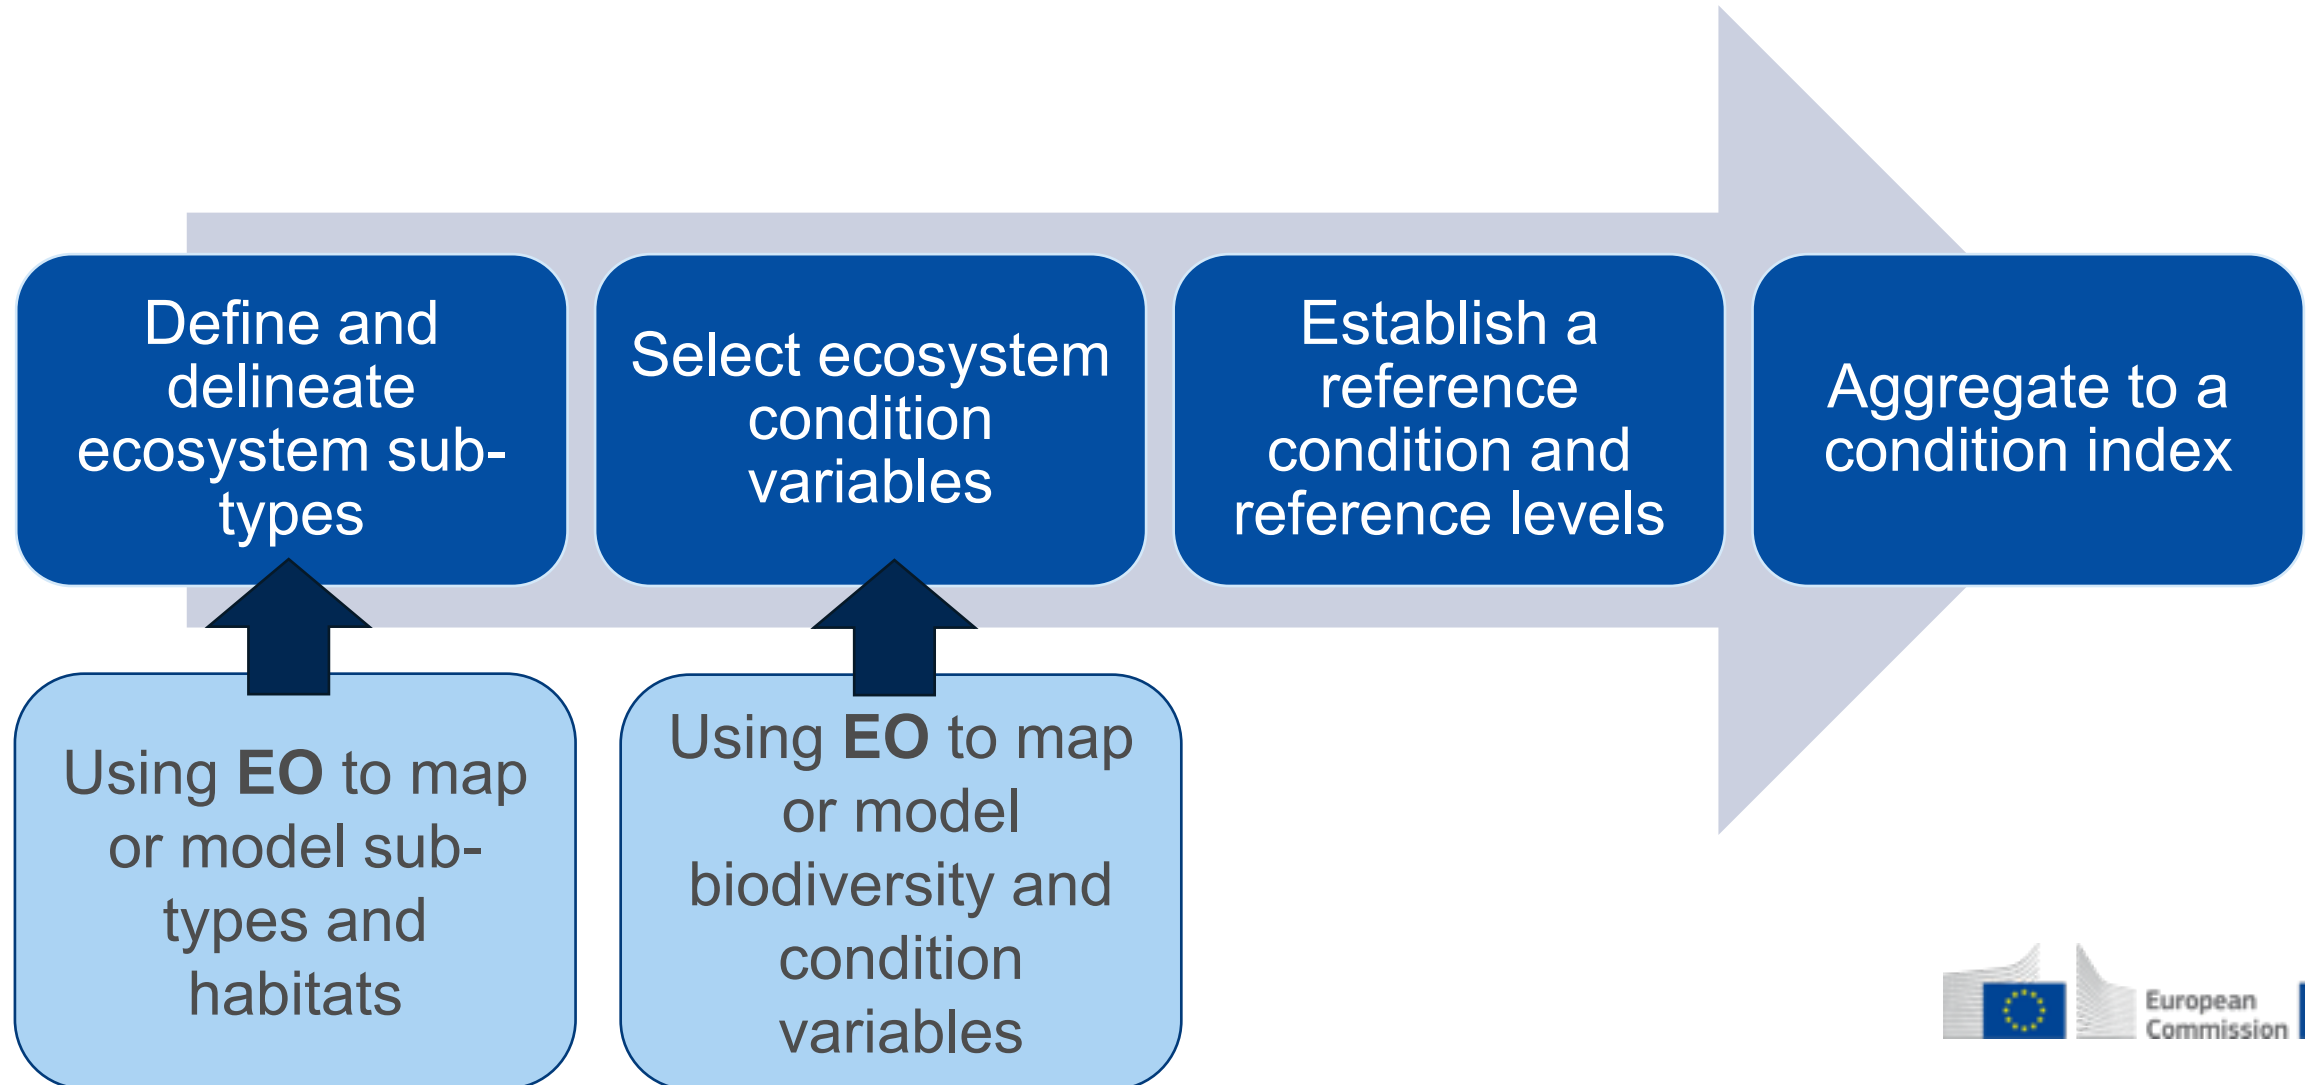 Define and
delineate
ecosystem sub-
types
Select ecosystem
condition
variables
Establish a
reference
condition and
reference levels
Aggregate to a
condition index
Using EO to map
or model sub-
types and
habitats
Using EO to map
or model
biodiversity and
condition
variables
European
Commission